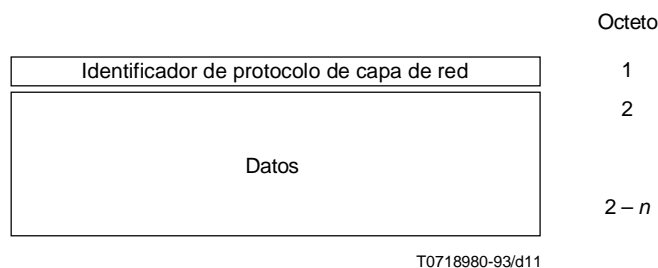 Octeto
Identificador de protocolo de capa de red 1
2
Datos
2 – n
T0718980-93/d11